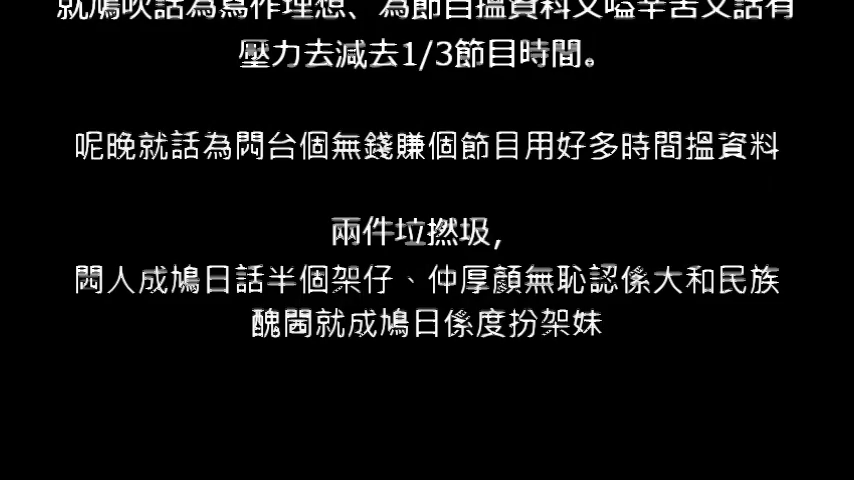 就鳩吹話為寫作理想、為節目搵資料又嗌辛苦又話有
壓力去減去1/3節目時間。
呢晚就話為閃台個無錢賺個節目用好多時間搵資料
兩件垃撚圾,
閪人成鳩日話半個架仔、仲厚顏無恥認係大和民族
醜閪就成鳩日係度扮架妹